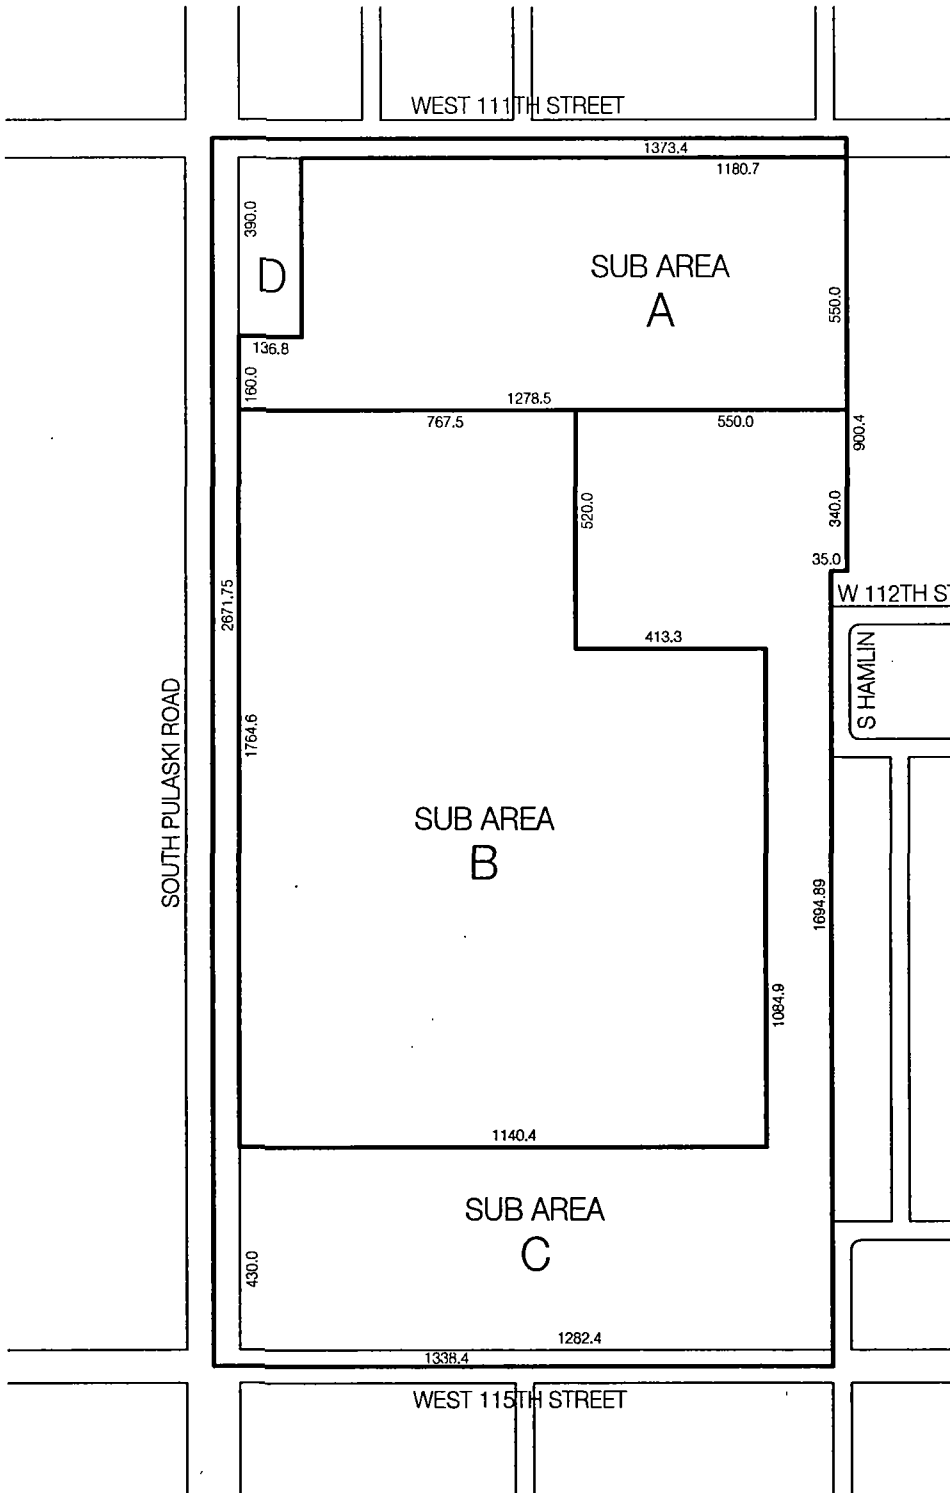 WEST 111TH STREET
1373.4
1180.7
390.0
D
SUB AREA
A
550.0
136.8
160.0
1278.5
767.5
550.0
900.4
520.0
340.0
35.0
W 112TH ST
2671.75
413.3
S HAMLIN
SOUTH PULASKI ROAD
1764.6
SUB AREA
B
1694.89
1084.9
1140.4
SUB AREA
C
430.0
1282.4
1338.4
WEST 115TH STREET